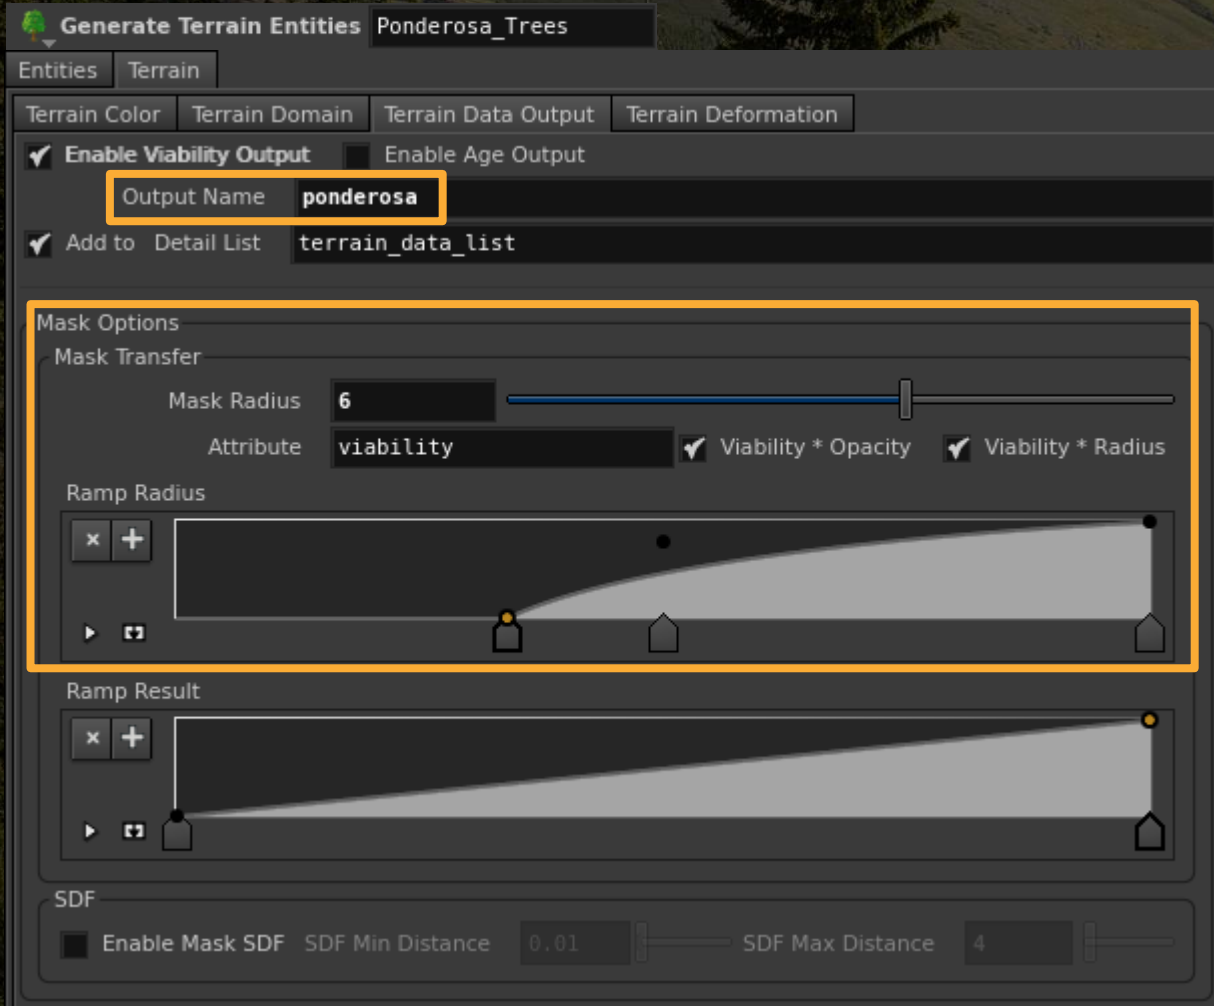 Generate Terrain Entities Ponderosa_Trees
Entities Terrain
Terrain Color Terrain Domain Terrain Data Output Terrain Deformation
Enable Viability Output Enable Age Output
Output Name ponderosa
Add to Detail List terrain_data_list
Mask Options
Mask Transfer
Mask Radius 6
Attribute viability Viability * Opacity Viability * Radius
Ramp Radius
Ramp Result
SDF
Enable Mask SDF SDF Min Distance 0.01 SDF Max Distance 4